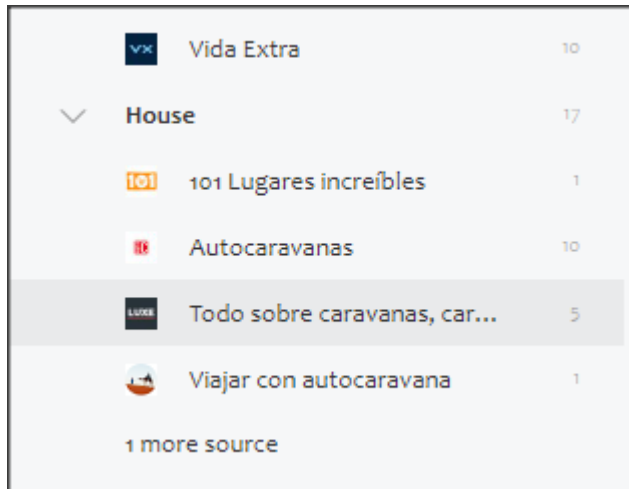 VX Vida Extra 10
House 17
101 101 Lugares increíbles 1
Autocaravanas 10
LUXE Todo sobre caravanas, car... 5
Viajar con autocaravana 1
1 more source